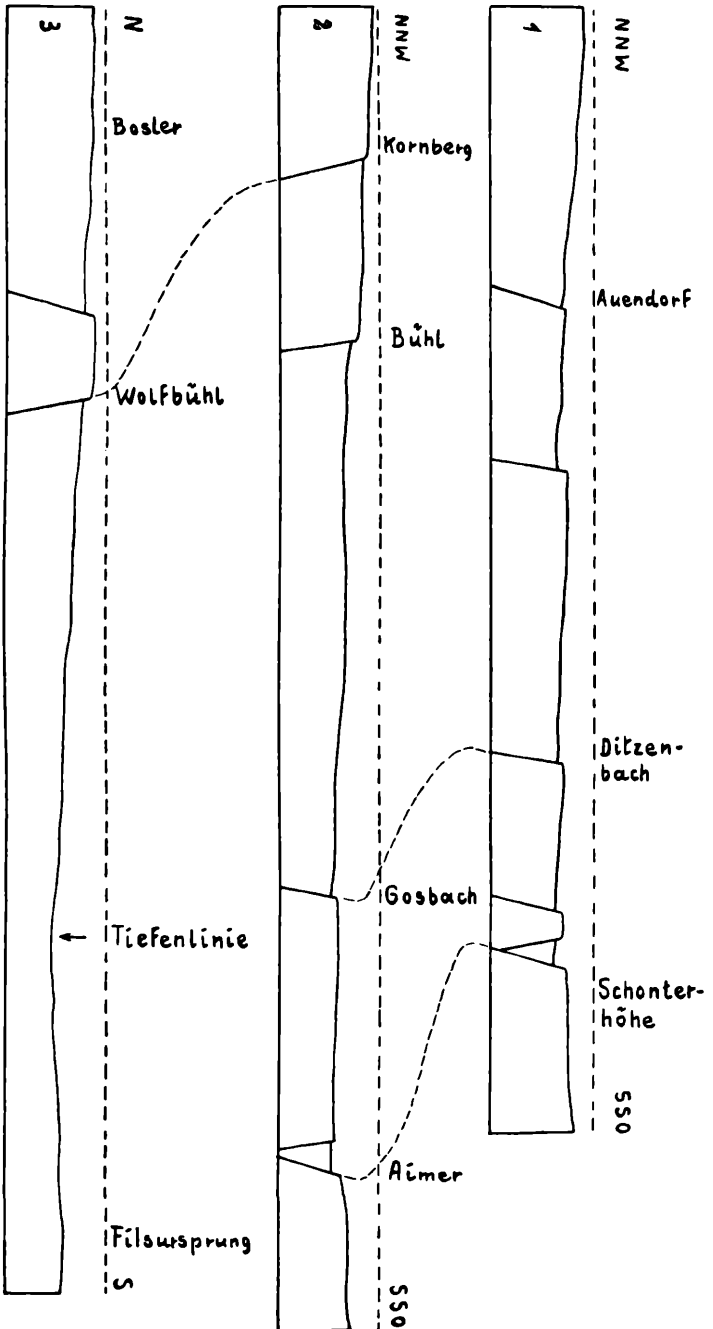 3
N
Bosler
Wolfbühl
Tiefenlinie
Filsursprung
S
2
NNW
Kornberg
Bühl
Gosbach
Aimer
SSO
1
NNW
Auendorf
Ditzen-
bach
Schonter-
höhe
SSO